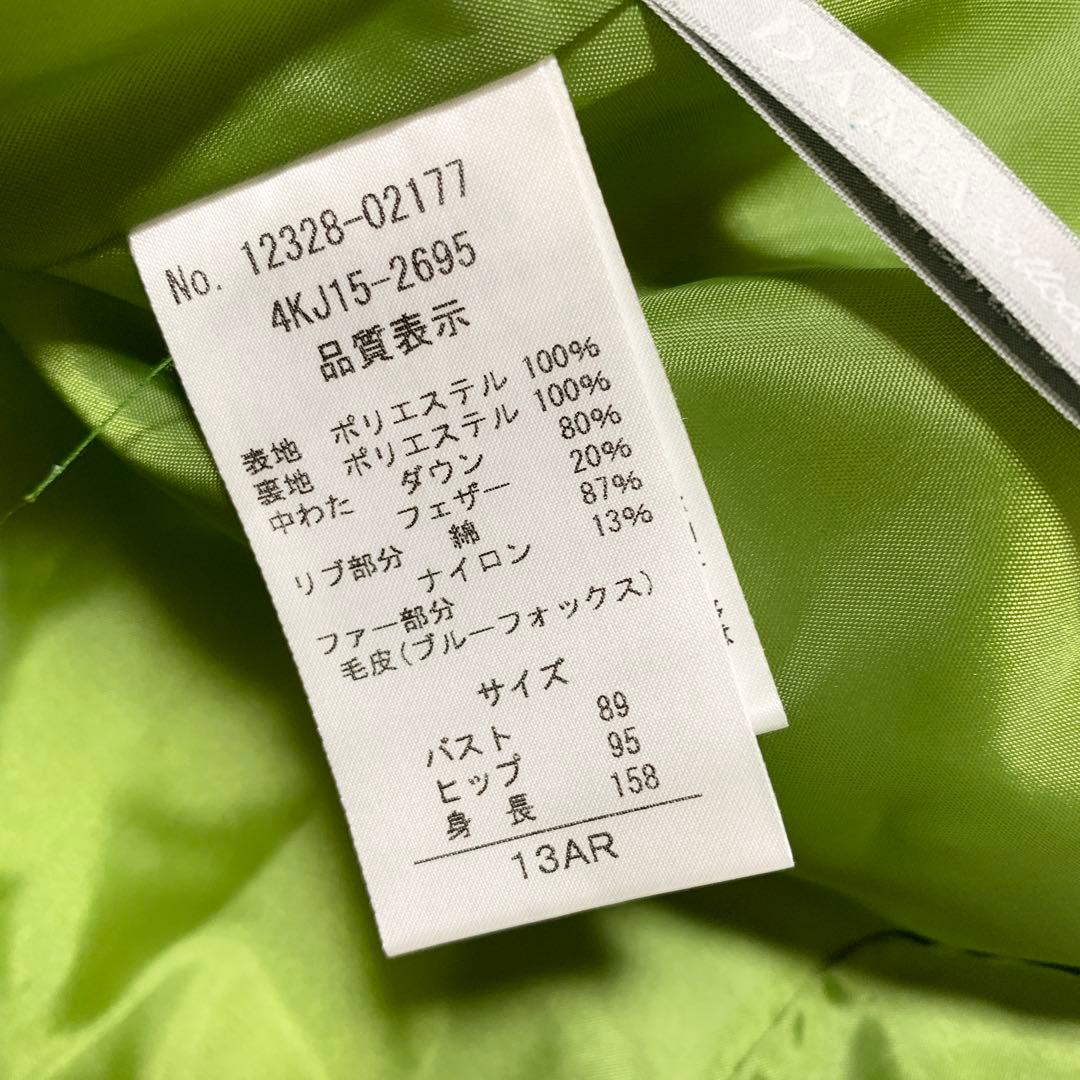 No. 12328-02177
4KJ15-2695
品質表示
表地 ポリエステル 100%
裏地 ポリエステル 100%
中わた ダウン 80%
フェザー 20%
リブ部分 綿 87%
ナイロン 13%
ファー部分
毛皮(ブルーフォックス)
サイズ
バスト 89
ヒップ 95
身長 158
13AR